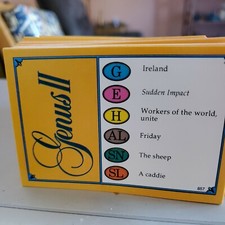 Genus II
G Ireland
E Sudden Impact
H Workers of the world,
unite
AL Friday
SN The sheep
SL A caddie